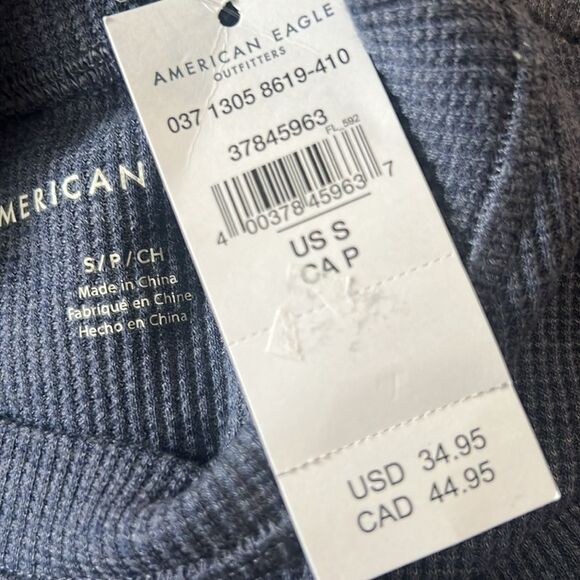 AMERICAN EAGLE
OUTFITTERS
037 1305 8619-410
37845963
FL_592
4 00378 45963 7
US S
CA P
USD 34.95
CAD 44.95
MERICAN
S/P/CH
Made in China
Fabriqué en Chine
Hecho en China